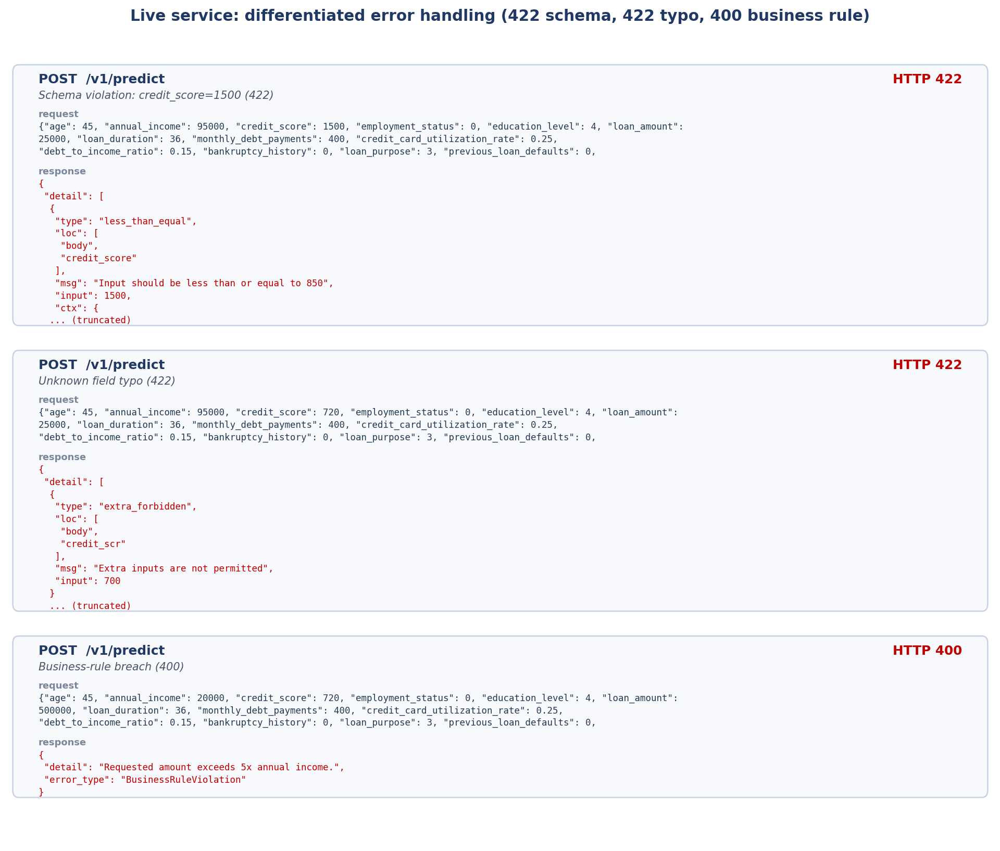 Live service: differentiated error handling (422 schema, 422 typo, 400 business rule)
POST  /v1/predict
HTTP 422
Schema violation: credit_score=1500 (422)
request
{"age": 45, "annual_income": 95000, "credit_score": 1500, "employment_status": 0, "education_level": 4, "loan_amount":
25000, "loan_duration": 36, "monthly_debt_payments": 400, "credit_card_utilization_rate": 0.25,
"debt_to_income_ratio": 0.15, "bankruptcy_history": 0, "loan_purpose": 3, "previous_loan_defaults": 0,
response
{
 "detail": [
  {
   "type": "less_than_equal",
   "loc": [
    "body",
    "credit_score"
   ],
   "msg": "Input should be less than or equal to 850",
   "input": 1500,
   "ctx": {
  ... (truncated)
POST  /v1/predict
HTTP 422
Unknown field typo (422)
request
{"age": 45, "annual_income": 95000, "credit_score": 720, "employment_status": 0, "education_level": 4, "loan_amount":
25000, "loan_duration": 36, "monthly_debt_payments": 400, "credit_card_utilization_rate": 0.25,
"debt_to_income_ratio": 0.15, "bankruptcy_history": 0, "loan_purpose": 3, "previous_loan_defaults": 0,
response
{
 "detail": [
  {
   "type": "extra_forbidden",
   "loc": [
    "body",
    "credit_scr"
   ],
   "msg": "Extra inputs are not permitted",
   "input": 700
  }
  ... (truncated)
POST  /v1/predict
HTTP 400
Business-rule breach (400)
request
{"age": 45, "annual_income": 20000, "credit_score": 720, "employment_status": 0, "education_level": 4, "loan_amount":
500000, "loan_duration": 36, "monthly_debt_payments": 400, "credit_card_utilization_rate": 0.25,
"debt_to_income_ratio": 0.15, "bankruptcy_history": 0, "loan_purpose": 3, "previous_loan_defaults": 0,
response
{
 "detail": "Requested amount exceeds 5x annual income.",
 "error_type": "BusinessRuleViolation"
}